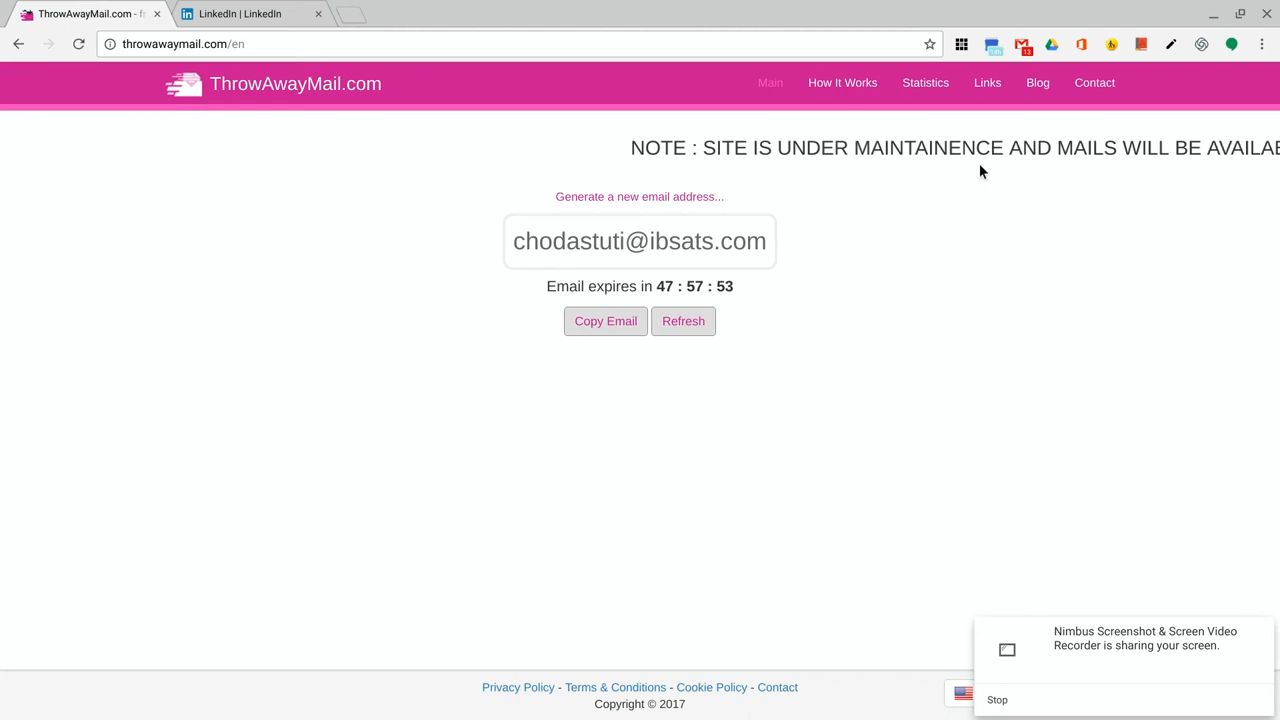 ThrowAwayMail.com - fr
LinkedIn | LinkedIn
throwawaymail.com/en
14h
13
ThrowAwayMail.com
Main
How It Works
Statistics
Links
Blog
Contact
NOTE : SITE IS UNDER MAINTAINENCE AND MAILS WILL BE AVAILAB
Generate a new email address...
chodastuti@ibsats.com
Email expires in 47 : 57 : 53
Copy Email
Refresh
Nimbus Screenshot & Screen Video
Recorder is sharing your screen.
Stop
Privacy Policy - Terms & Conditions - Cookie Policy - Contact
Copyright © 2017